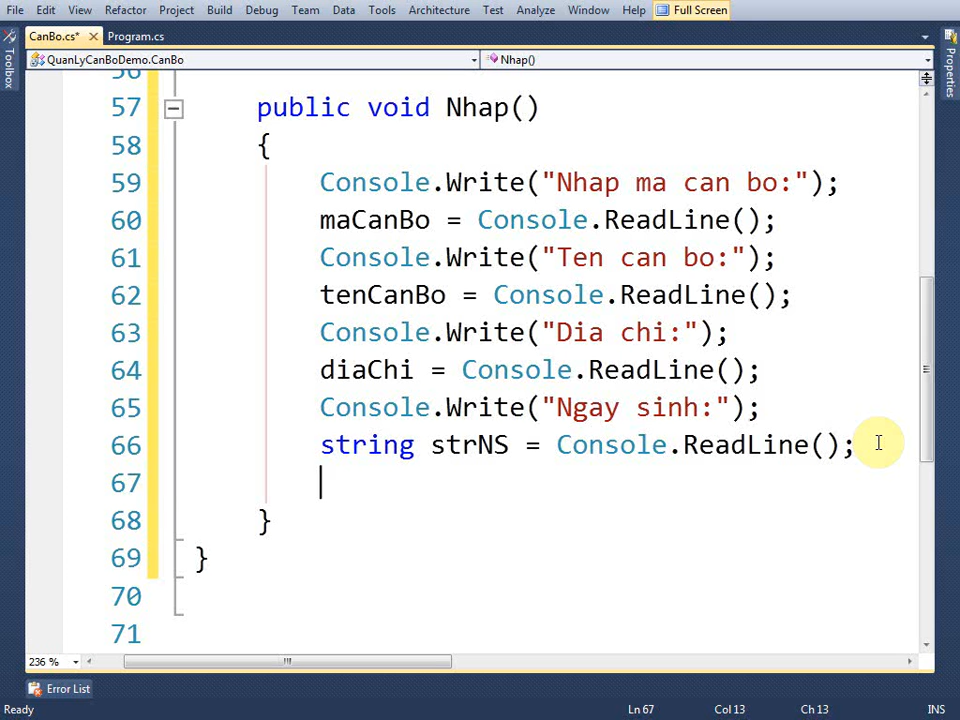 File Edit View Refactor Project Build Debug Team Data Tools Architecture Test Analyze Window Help Full Screen
CanBo.cs* Program.cs
QuanLyCanBoDemo.CanBo Nhap()
Toolbox
Properties
56
57 public void Nhap()
58 {
59 Console.Write("Nhap ma can bo:");
60 maCanBo = Console.ReadLine();
61 Console.Write("Ten can bo:");
62 tenCanBo = Console.ReadLine();
63 Console.Write("Dia chi:");
64 diaChi = Console.ReadLine();
65 Console.Write("Ngay sinh:");
66 string strNS = Console.ReadLine();
67
68 }
69 }
70
71
236 %
Error List
Ready Ln 67 Col 13 Ch 13 INS